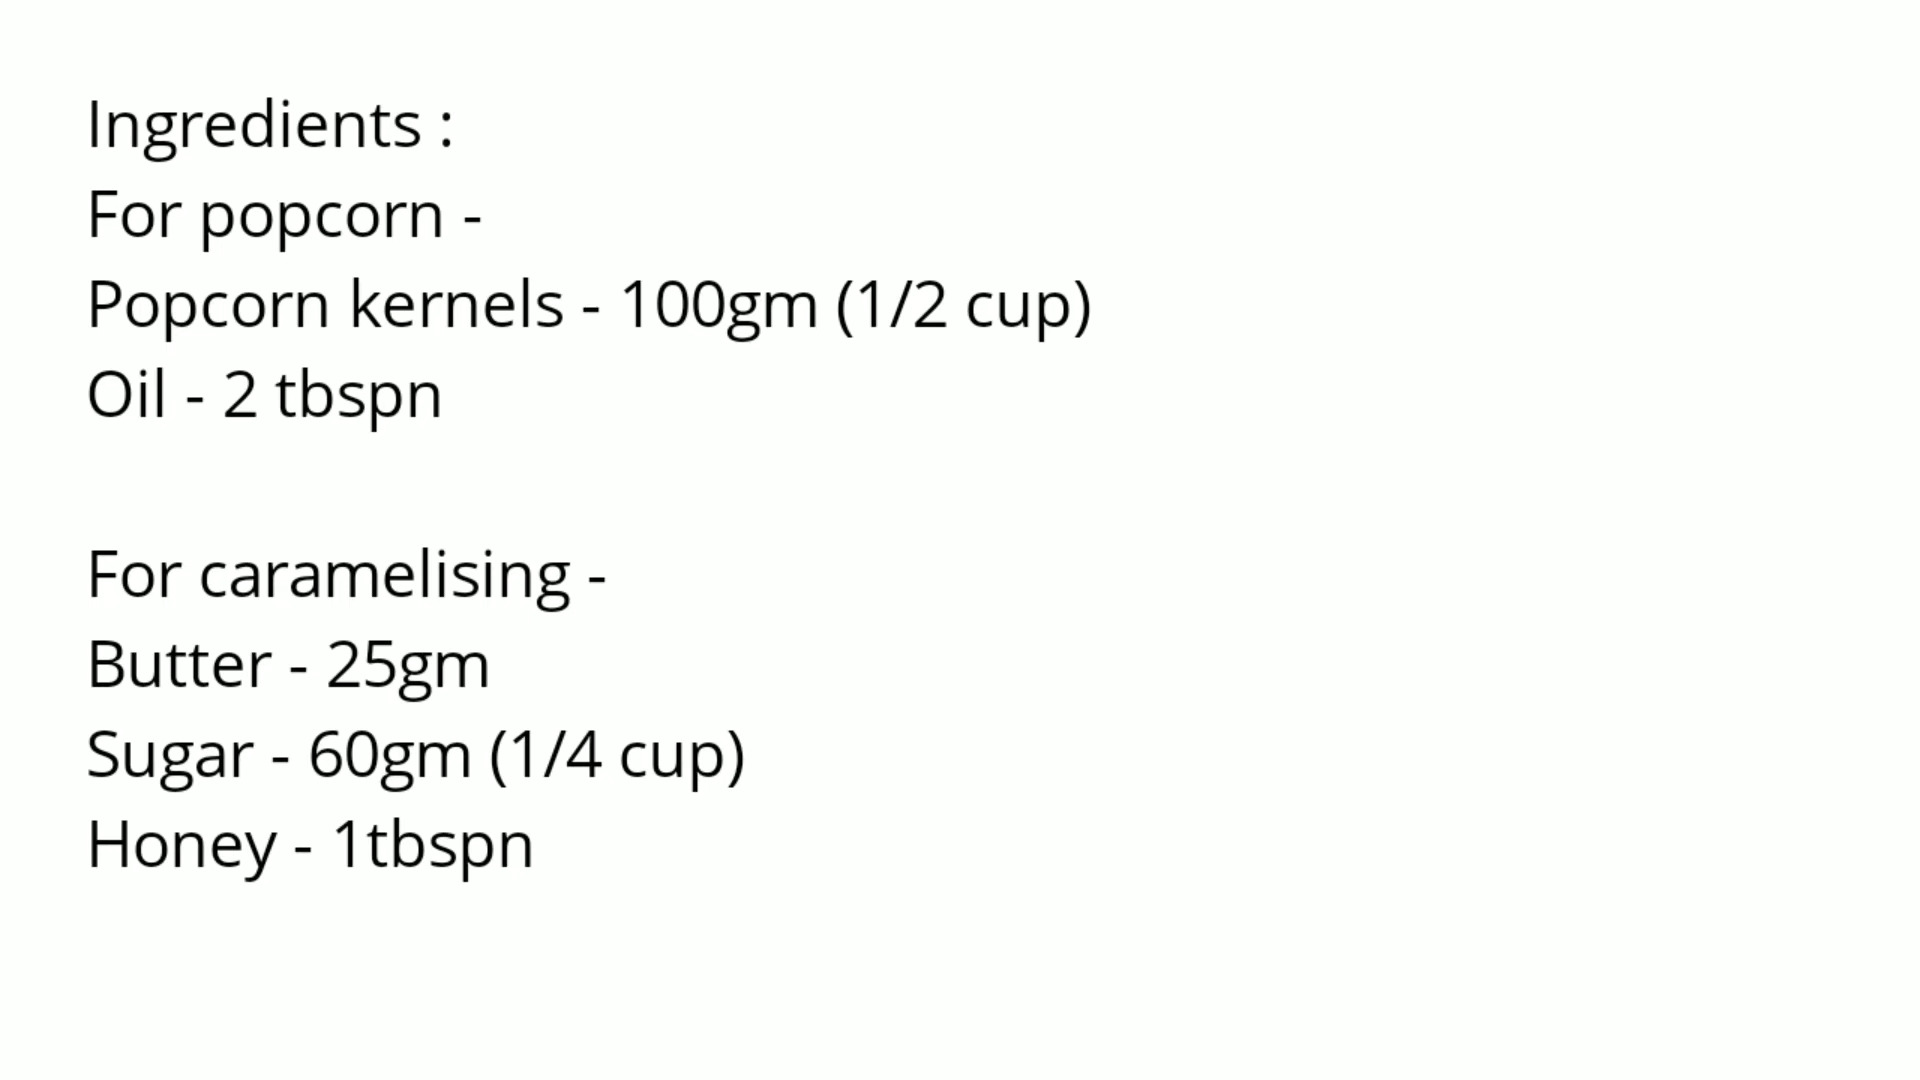 Ingredients :
For popcorn -
Popcorn kernels - 100gm (1/2 cup)
Oil - 2 tbspn
For caramelising -
Butter - 25gm
Sugar - 60gm (1/4 cup)
Honey - 1tbspn